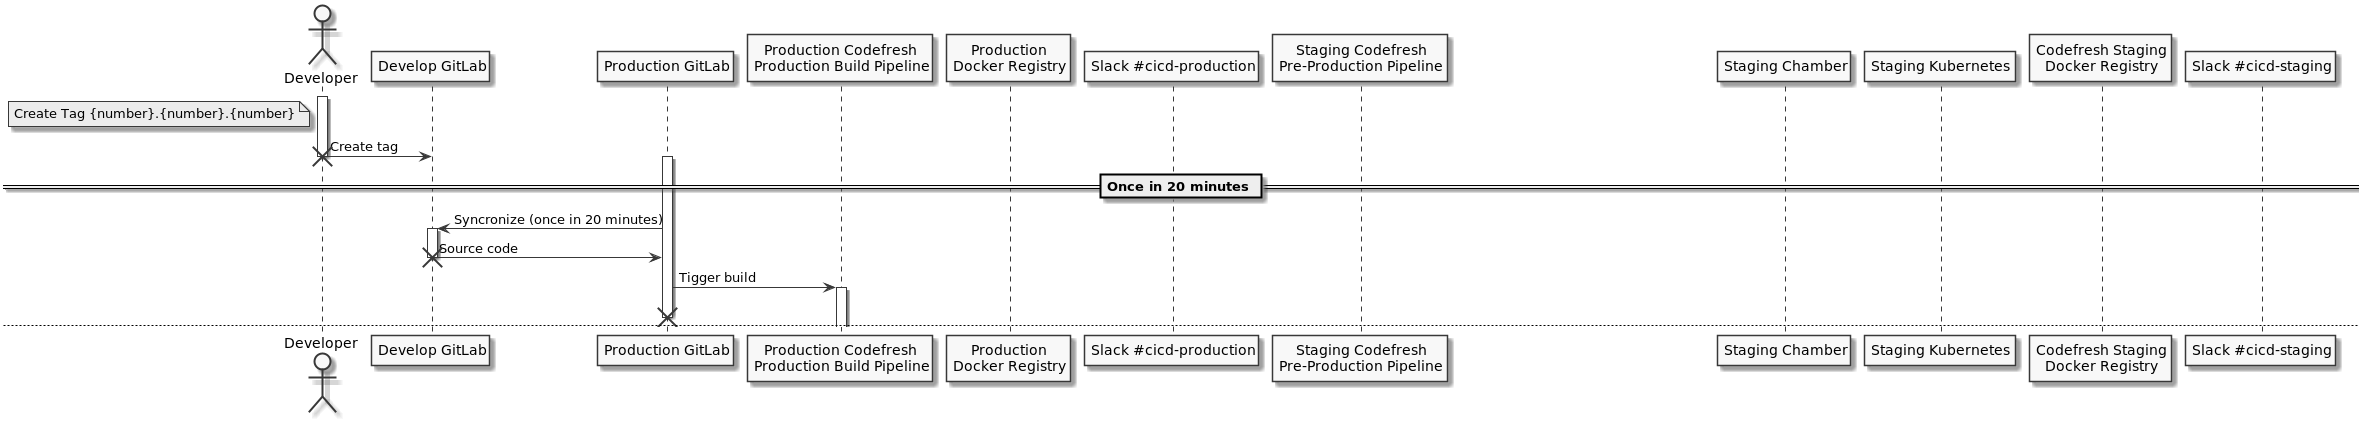 Developer
Develop GitLab
Production GitLab
Production Codefresh
Production Build Pipeline
Production
Docker Registry
Slack #cicd-production
Staging Codefresh
Pre-Production Pipeline
Staging Chamber
Staging Kubernetes
Codefresh Staging
Docker Registry
Slack #cicd-staging
Create Tag {number}.{number}.{number}
Create tag
Once in 20 minutes
Syncronize (once in 20 minutes)
Source code
Tigger build
Developer
Develop GitLab
Production GitLab
Production Codefresh
Production Build Pipeline
Production
Docker Registry
Slack #cicd-production
Staging Codefresh
Pre-Production Pipeline
Staging Chamber
Staging Kubernetes
Codefresh Staging
Docker Registry
Slack #cicd-staging